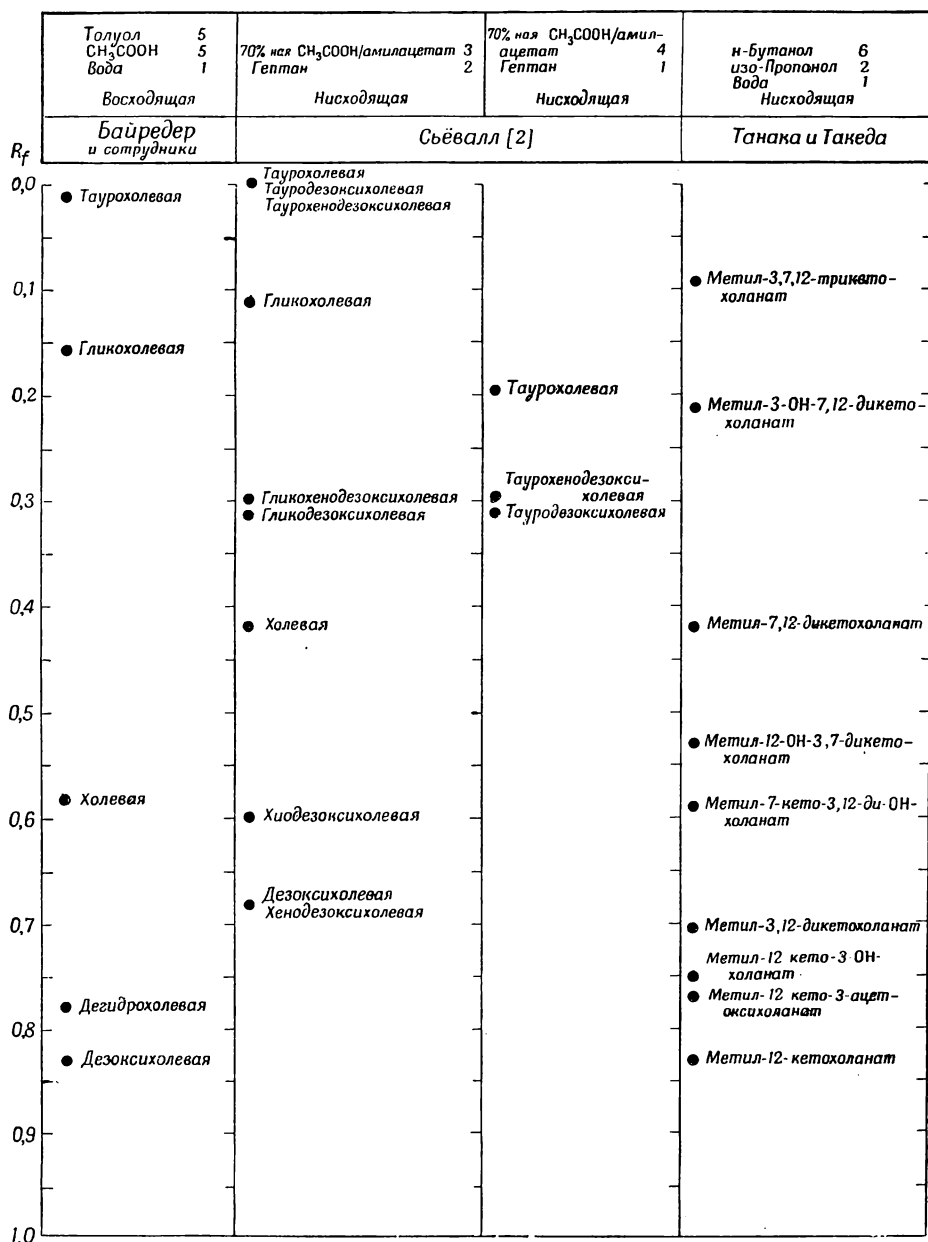 Толуол 5
CH₃COOH 5
Вода 1
Восходящая
70% ная CH₃COOH/амилацетат 3
Гептан 2
Нисходящая
70% ная CH₃COOH/амил-
ацетат 4
Гептан 1
Нисходящая
н-Бутанол 6
изо-Пропанол 2
Вода 1
Нисходящая
Байредер
и сотрудники
Сьёвалл [2]
Танака и Такеда
Rf
0,0
0,1
0,2
0,3
0,4
0,5
0,6
0,7
0,8
0,9
1,0
Таурохолевая
Гликохолевая
Холевая
Дегидрохолевая
Дезоксихолевая
Таурохолевая
Тауродезоксихолевая
Таурохенодезоксихолевая
Гликохолевая
Гликохенодезоксихолевая
Гликодезоксихолевая
Холевая
Хиодезоксихолевая
Дезоксихолевая
Хенодезоксихолевая
Таурохолевая
Таурохенодезокси-
холевая
Тауродезоксихолевая
Метил-3,7,12-трикето-
холанат
Метил-3-ОН-7,12-дикето-
холанат
Метил-7,12-дикетохоланат
Метил-12-ОН-3,7-дикето-
холанат
Метил-7-кето-3,12-ди-ОН-
холанат
Метил-3,12-дикетохоланат
Метил-12 кето-3-ОН-
холанат
Метил-12 кето-3-ацет-
оксихоланат
Метил-12-кетохоланат